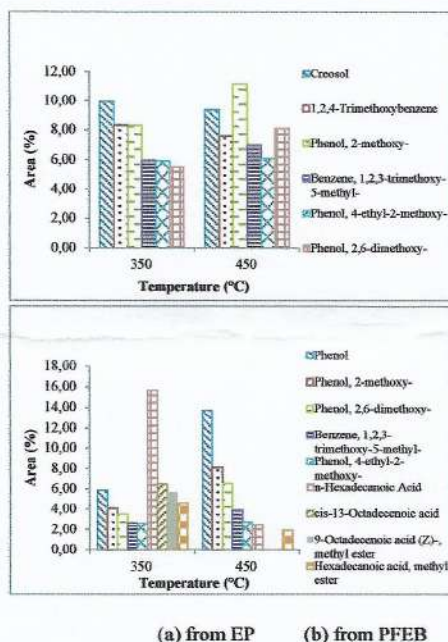 12,00
10,00
8,00
6,00
4,00
2,00
0,00
Area (%)
350
450
Temperature (°C)
Creosol
1,2,4-Trimethoxybenzene
Phenol, 2-methoxy-
Benzene, 1,2,3-trimethoxy-
5-methyl-
Phenol, 4-ethyl-2-methoxy-
Phenol, 2,6-dimethoxy-
18,00
16,00
14,00
12,00
10,00
8,00
6,00
4,00
2,00
0,00
Area (%)
350
450
Temperature (°C)
Phenol
Phenol, 2-methoxy-
Phenol, 2,6-dimethoxy-
Benzene, 1,2,3-
trimethoxy-5-methyl-
Phenol, 4-ethyl-2-
methoxy-
n-Hexadecanoic Acid
cis-13-Octadecenoic acid
9-Octadecenoic acid (Z)-,
methyl ester
Hexadecanoic acid, methyl
ester
(a) from EP (b) from PFEB